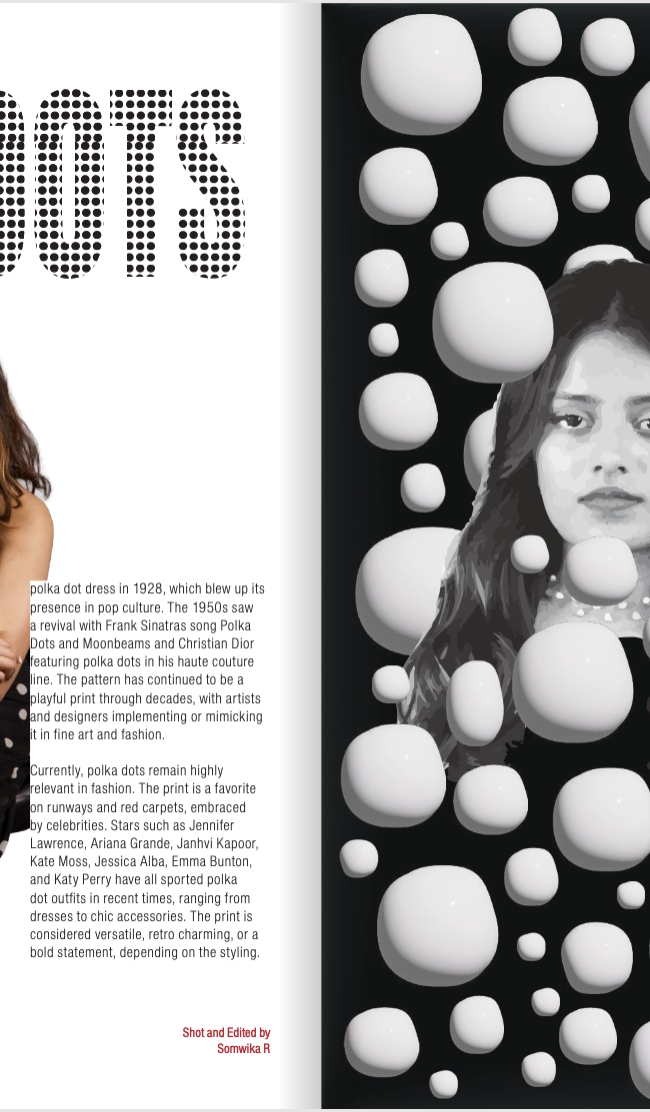 DOTS
polka dot dress in 1928, which blew up its
presence in pop culture. The 1950s saw
a revival with Frank Sinatras song Polka
Dots and Moonbeams and Christian Dior
featuring polka dots in his haute couture
line. The pattern has continued to be a
playful print through decades, with artists
and designers implementing or mimicking
it in fine art and fashion.
Currently, polka dots remain highly
relevant in fashion. The print is a favorite
on runways and red carpets, embraced
by celebrities. Stars such as Jennifer
Lawrence, Ariana Grande, Janhvi Kapoor,
Kate Moss, Jessica Alba, Emma Bunton,
and Katy Perry have all sported polka
dot outfits in recent times, ranging from
dresses to chic accessories. The print is
considered versatile, retro charming, or a
bold statement, depending on the styling.
Shot and Edited by
Somwika R